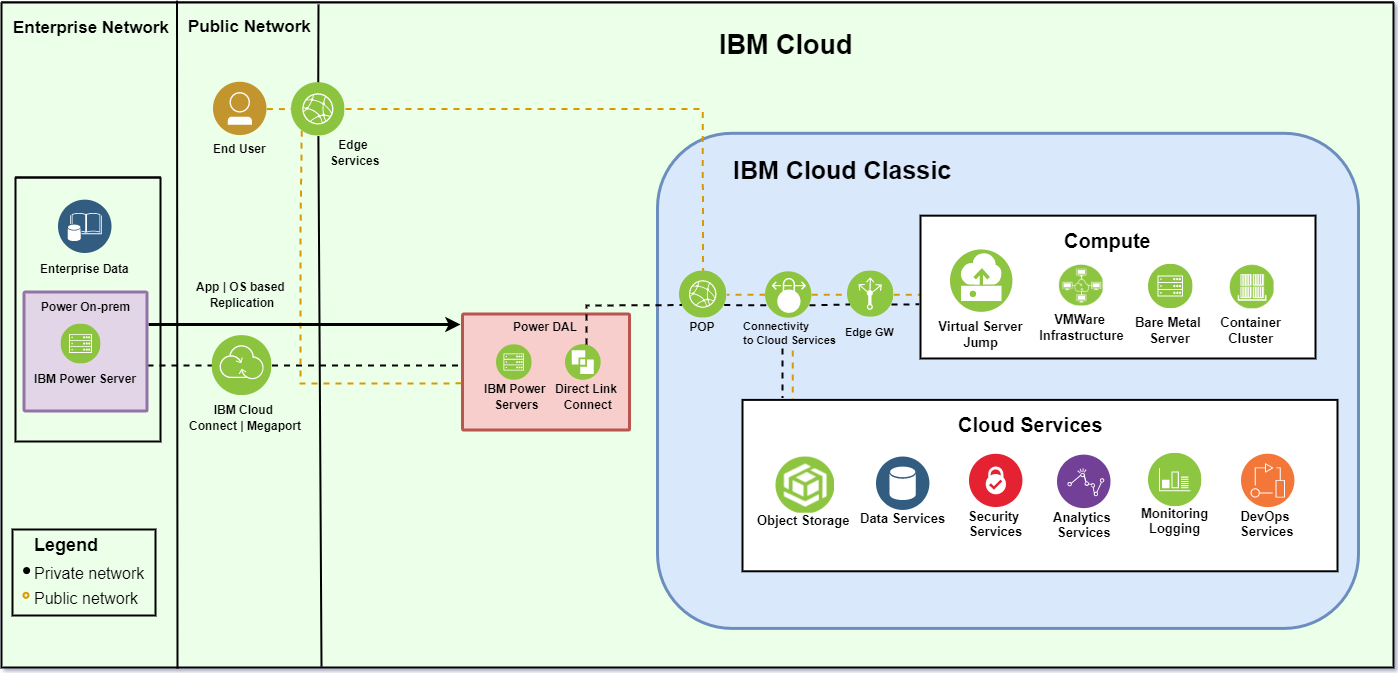 Enterprise Network
Public Network
IBM Cloud
End User
Edge
Services
IBM Cloud Classic
Enterprise Data
Power On-prem
IBM Power Server
App | OS based
Replication
IBM Cloud
Connect | Megaport
Power DAL
IBM Power
Servers
Direct Link
Connect
POP
Connectivity
to Cloud Services
Edge GW
Compute
Virtual Server
Jump
VMWare
Infrastructure
Bare Metal
Server
Container
Cluster
Cloud Services
Object Storage
Data Services
Security
Services
Analytics
Services
Monitoring
Logging
DevOps
Services
Legend
Private network
Public network